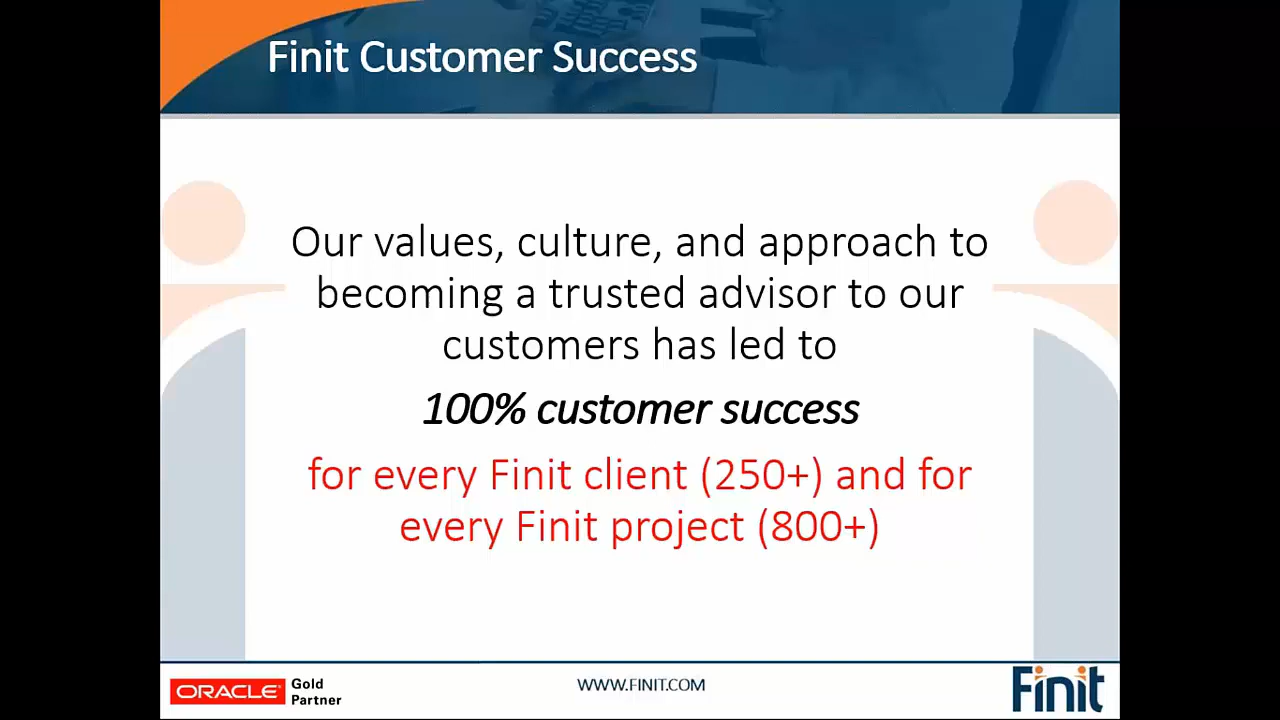 Finit Customer Success
Our values, culture, and approach to
becoming a trusted advisor to our
customers has led to
100% customer success
for every Finit client (250+) and for
every Finit project (800+)
ORACLE
Gold
Partner
WWW.FINIT.COM
Finit